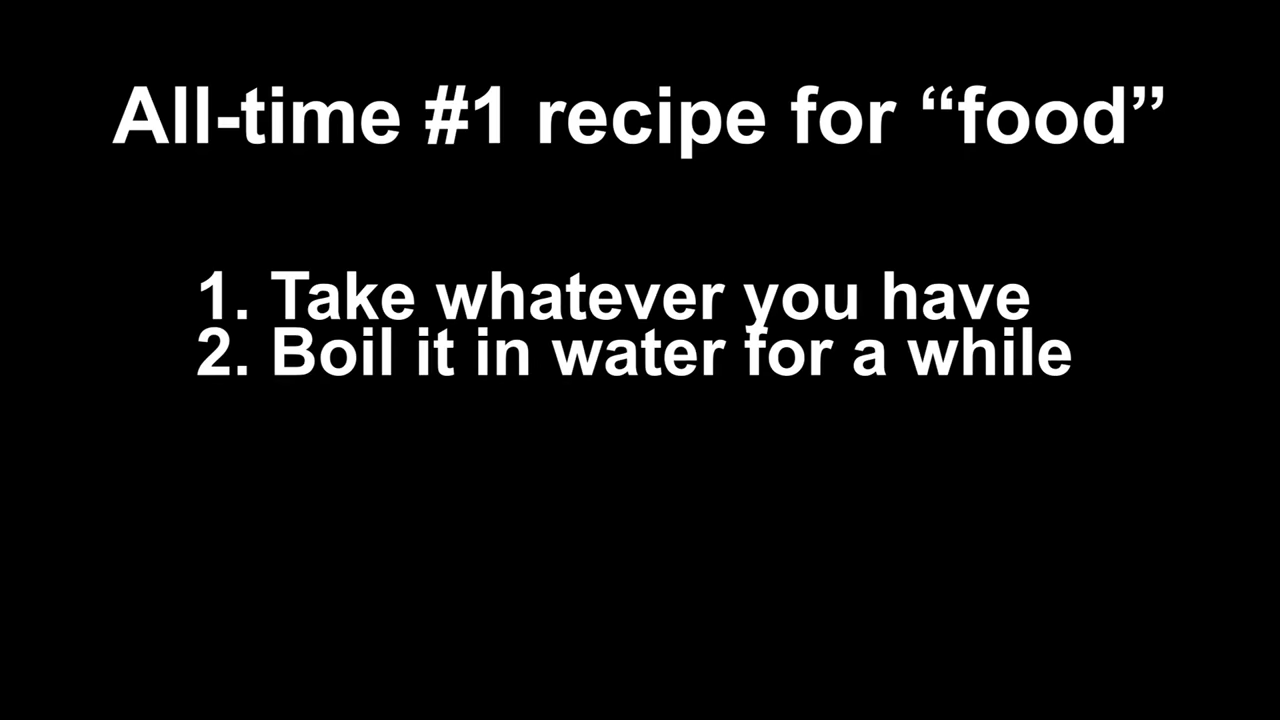 All-time #1 recipe for “food”
1. Take whatever you have
2. Boil it in water for a while